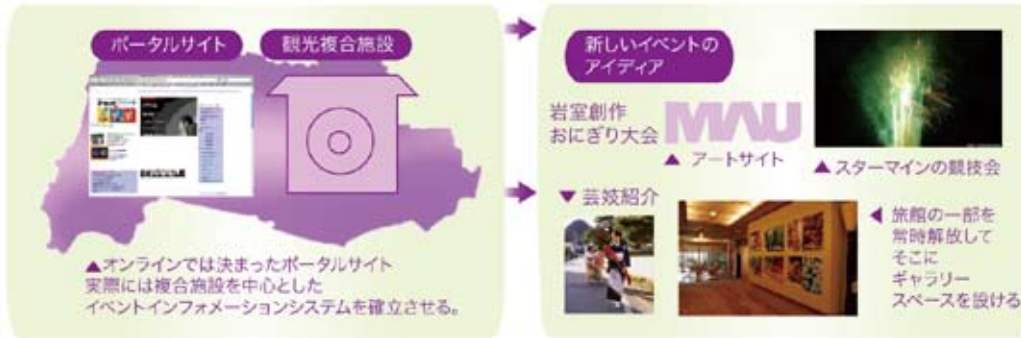 ポータルサイト
観光複合施設
▲オンラインでは決まったポータルサイト
実際には複合施設を中心とした
イベントインフォメーションシステムを確立させる。
新しいイベントの
アイディア
岩室創作
おにぎり大会
MAU
▲ アートサイト
▲スターマインの競技会
▼ 芸妓紹介
◀ 旅館の一部を
常時解放して
そこに
ギャラリー
スペースを設ける